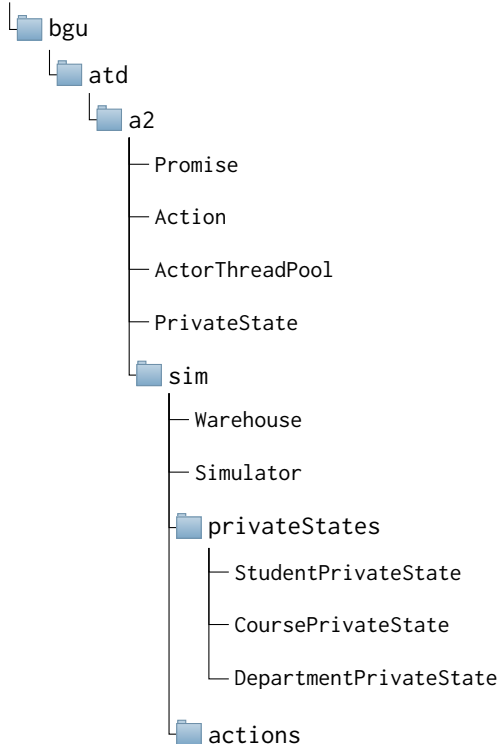 bgu
atd
a2
Promise
Action
ActorThreadPool
PrivateState
sim
Warehouse
Simulator
privateStates
StudentPrivateState
CoursePrivateState
DepartmentPrivateState
actions